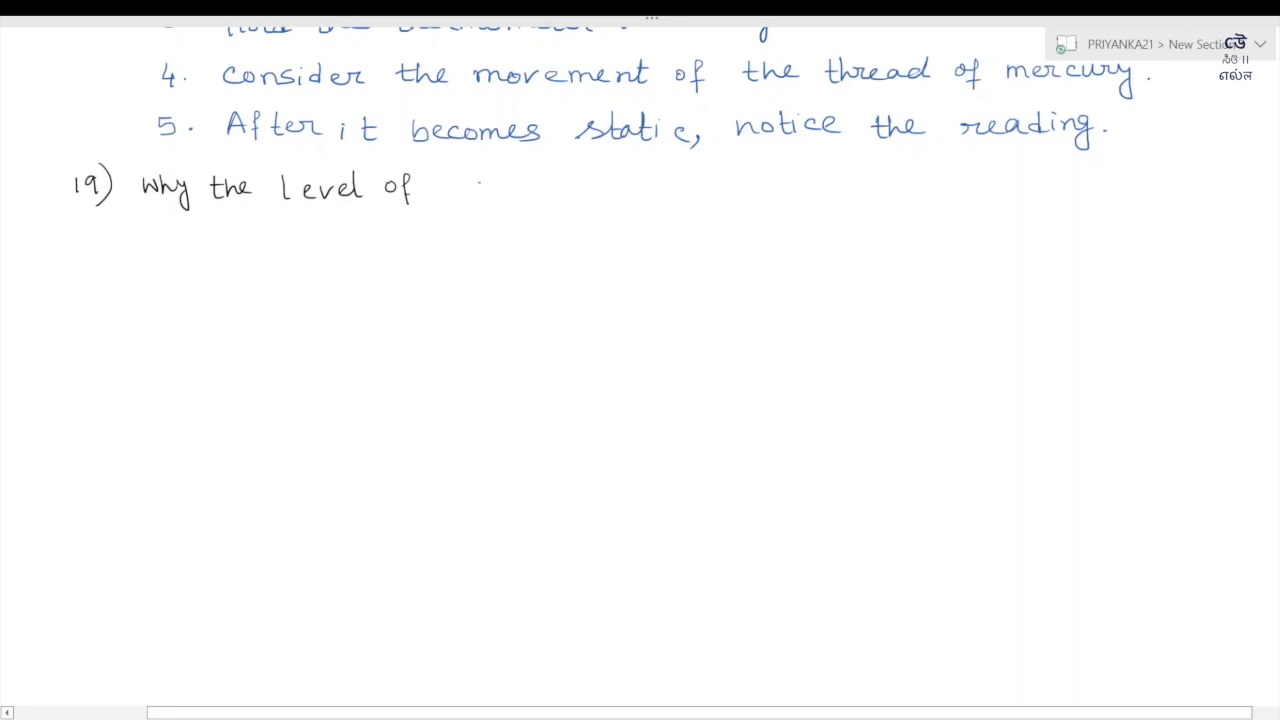 PRIYANKA21 > New Section
4. Consider the movement of the thread of mercury.
5. After it becomes static, notice the reading.
19) Why the level of